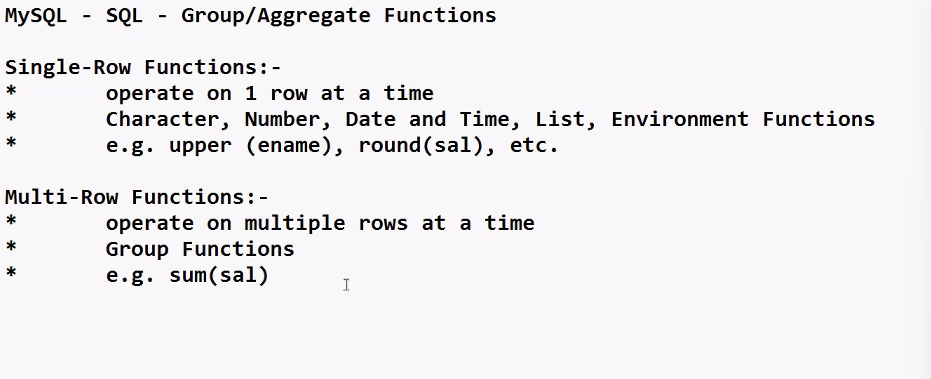 MySQL - SQL - Group/Aggregate Functions
Single-Row Functions:-
* operate on 1 row at a time
* Character, Number, Date and Time, List, Environment Functions
* e.g. upper (ename), round(sal), etc.
Multi-Row Functions:-
* operate on multiple rows at a time
* Group Functions
* e.g. sum(sal)